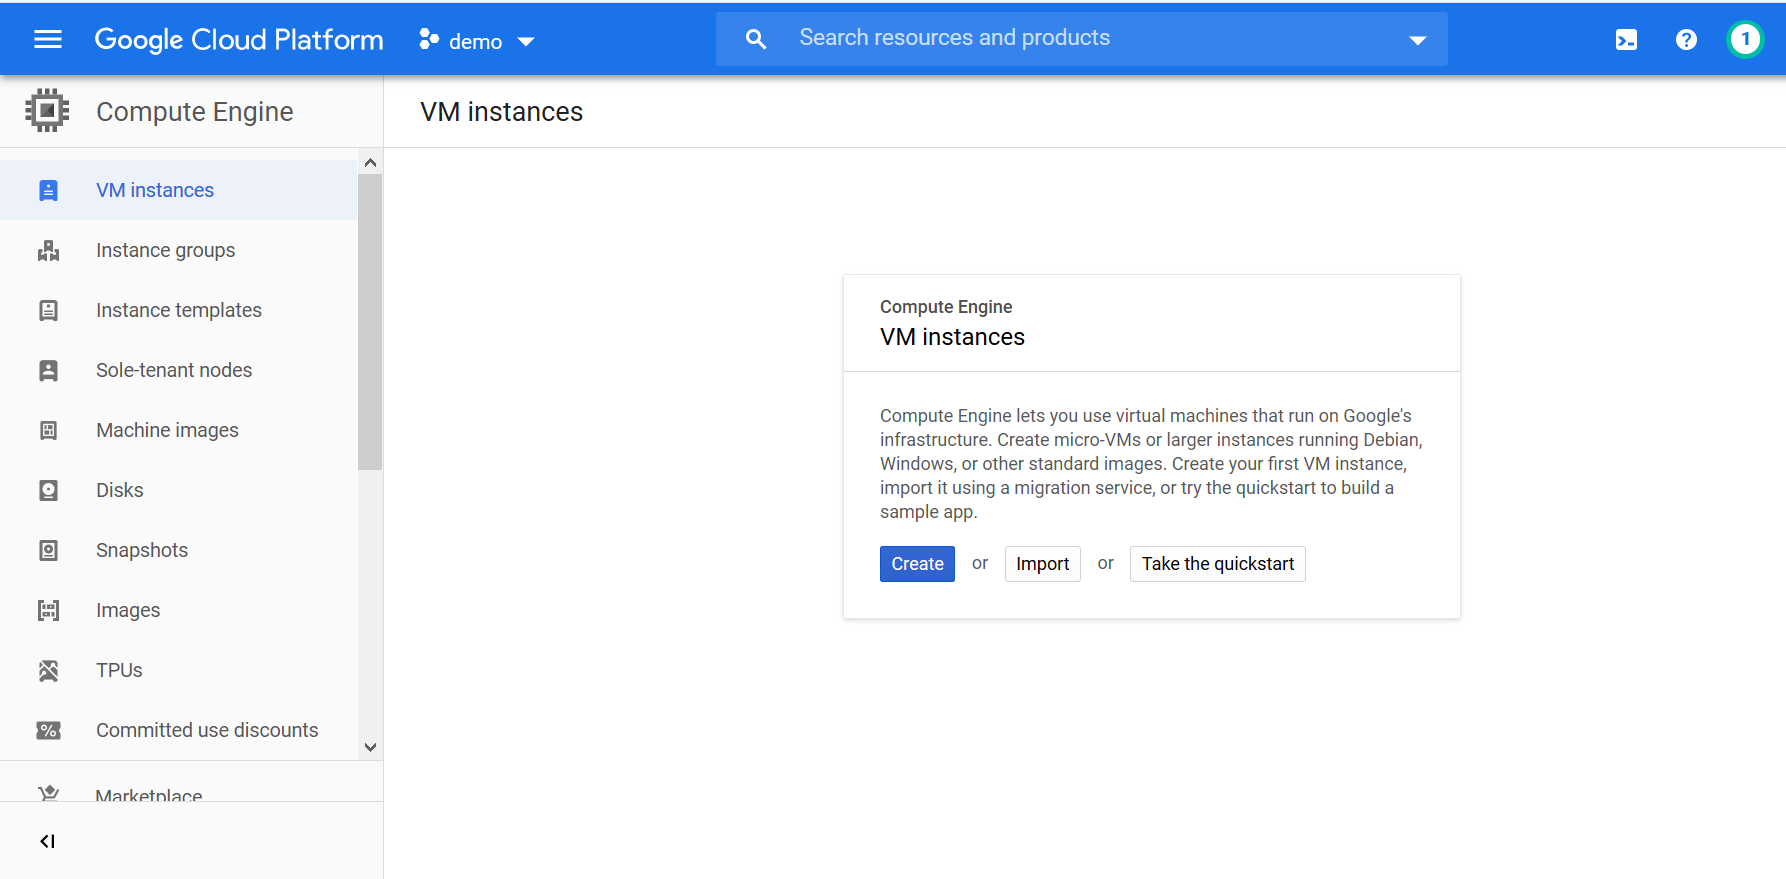 Google Cloud Platform
demo
Search resources and products
1
Compute Engine
VM instances
VM instances
Instance groups
Instance templates
Sole-tenant nodes
Machine images
Disks
Snapshots
Images
TPUs
Committed use discounts
Marketplace
Compute Engine
VM instances
Compute Engine lets you use virtual machines that run on Google's
infrastructure. Create micro-VMs or larger instances running Debian,
Windows, or other standard images. Create your first VM instance,
import it using a migration service, or try the quickstart to build a
sample app.
Create or Import or Take the quickstart